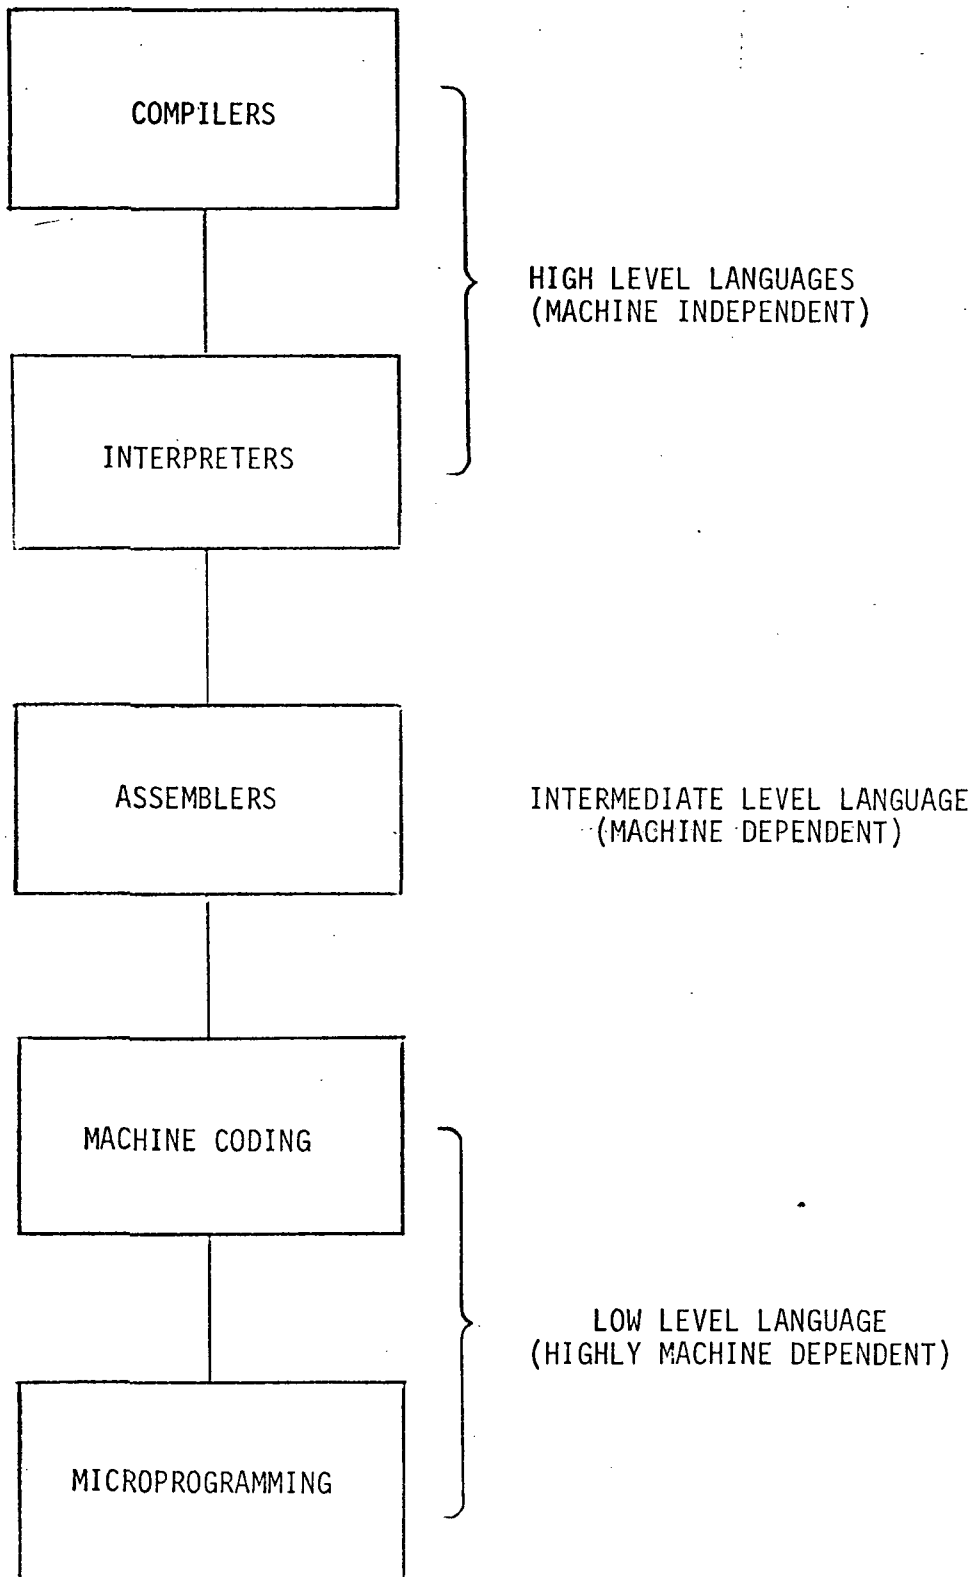 COMPILERS
HIGH LEVEL LANGUAGES
(MACHINE INDEPENDENT)
INTERPRETERS
ASSEMBLERS
INTERMEDIATE LEVEL LANGUAGE
(MACHINE DEPENDENT)
MACHINE CODING
LOW LEVEL LANGUAGE
(HIGHLY MACHINE DEPENDENT)
MICROPROGRAMMING